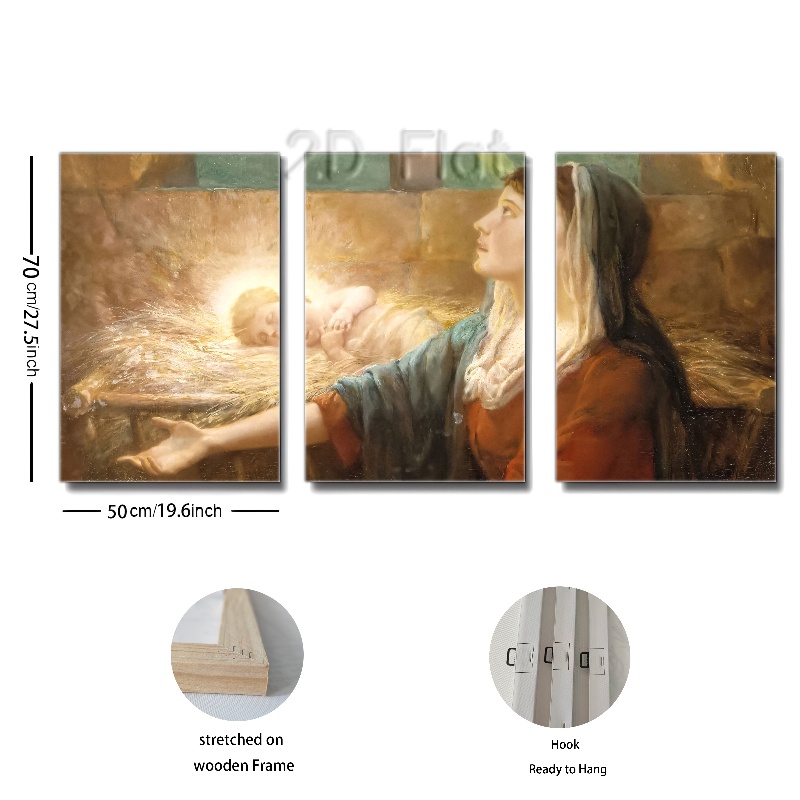 2D Flat
70 cm/27.5inch
50cm/19.6inch
stretched on
wooden Frame
Hook
Ready to Hang